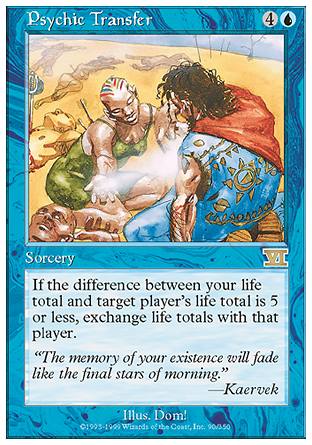 Psychic Transfer 4
Sorcery VI
If the difference between your life
total and target player's life total is 5
or less, exchange life totals with that
player.
"The memory of your existence will fade
like the final stars of morning."
—Kaervek
Illus. Dom!
©1993-1999 Wizards of the Coast, Inc. 90/350